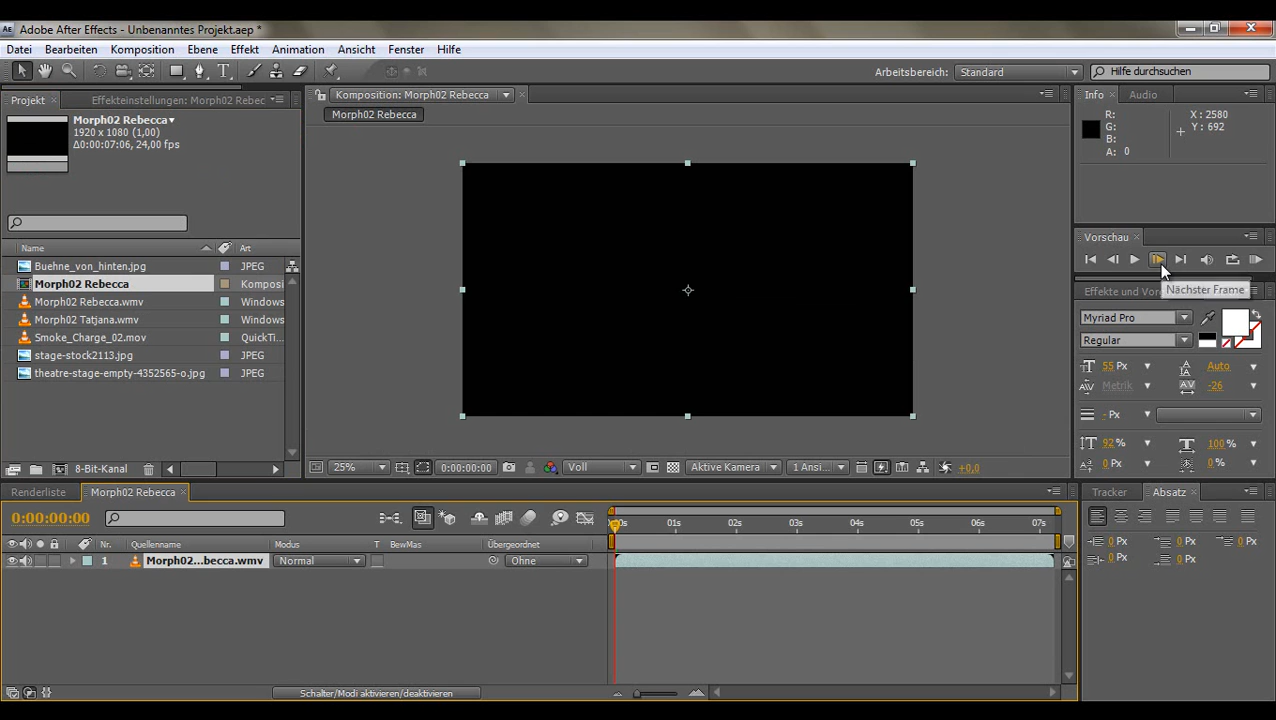 Adobe After Effects - Unbenanntes Projekt.aep *
Datei Bearbeiten Komposition Ebene Effekt Animation Ansicht Fenster Hilfe
Arbeitsbereich: Standard Hilfe durchsuchen
Projekt Effekteinstellungen: Morph02 Rebec
Morph02 Rebecca
1920 x 1080 (1,00)
Δ0:00:07:06, 24,00 fps
Name Art
Buehne_von_hinten.jpg JPEG
Morph02 Rebecca Komposi
Morph02 Rebecca.wmv Windows
Morph02 Tatjana.wmv Windows
Smoke_Charge_02.mov QuickTi...
stage-stock2113.jpg JPEG
theatre-stage-empty-4352565-o.jpg JPEG
8-Bit-Kanal
Komposition: Morph02 Rebecca
Morph02 Rebecca
25% 0:00:00:00 Voll Aktive Kamera 1 Ansi... +0,0
Info Audio
R: X : 2580
G: Y : 692
B:
A: 0
Vorschau
Nächster Frame
Effekte und Vor
Myriad Pro
Regular
55 Px Auto
Metrik -26
- Px
92 % 100 %
0 Px 0 %
Renderliste Morph02 Rebecca
0:00:00:00
0s 01s 02s 03s 04s 05s 06s 07s
Nr. Quellenname Modus T BewMas Übergeordnet
1 Morph02...becca.wmv Normal Ohne
Schalter/Modi aktivieren/deaktivieren
Tracker Absatz
0 Px 0 Px 0 Px
0 Px 0 Px